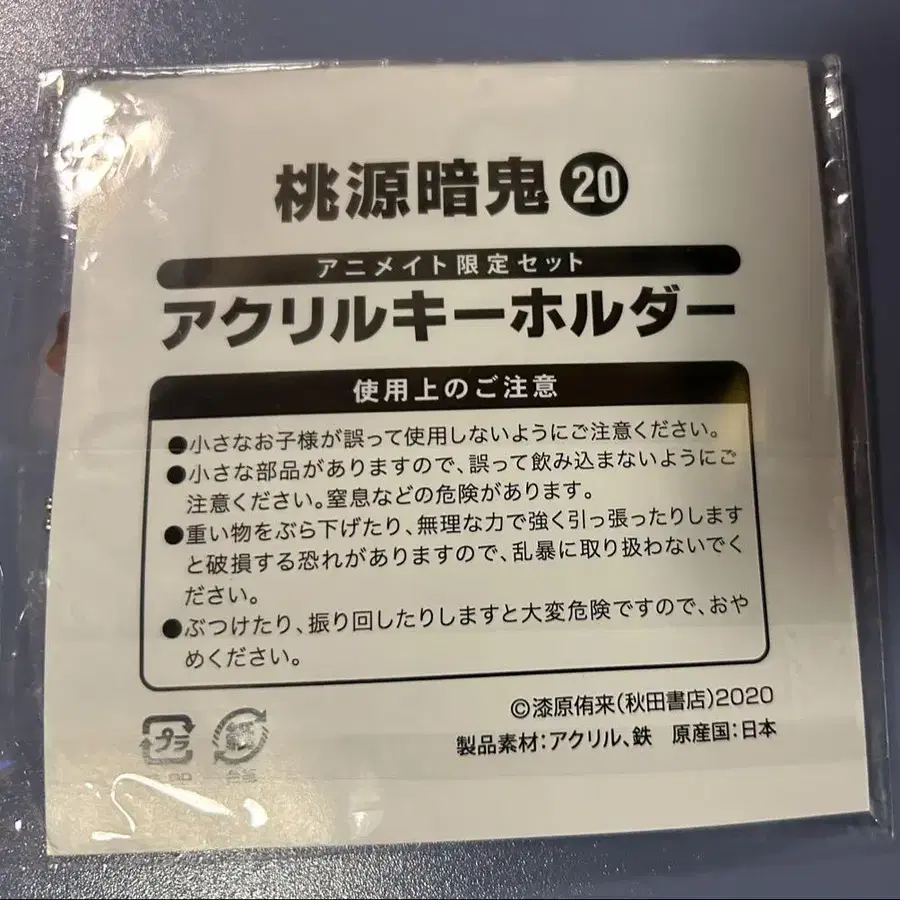 桃源暗鬼 20
アニメイト限定セット
アクリルキーホルダー
使用上のご注意
●小さなお子様が誤って使用しないようにご注意ください。
●小さな部品がありますので、誤って飲み込まないようにご
注意ください。窒息などの危険があります。
●重い物をぶら下げたり、無理な力で強く引っ張ったりします
と破損する恐れがありますので、乱暴に取り扱わないでく
ださい。
●ぶつけたり、振り回したりしますと大変危険ですので、おや
めください。
©漆原侑来(秋田書店)2020
製品素材:アクリル、鉄 原産国:日本
プラ 紙